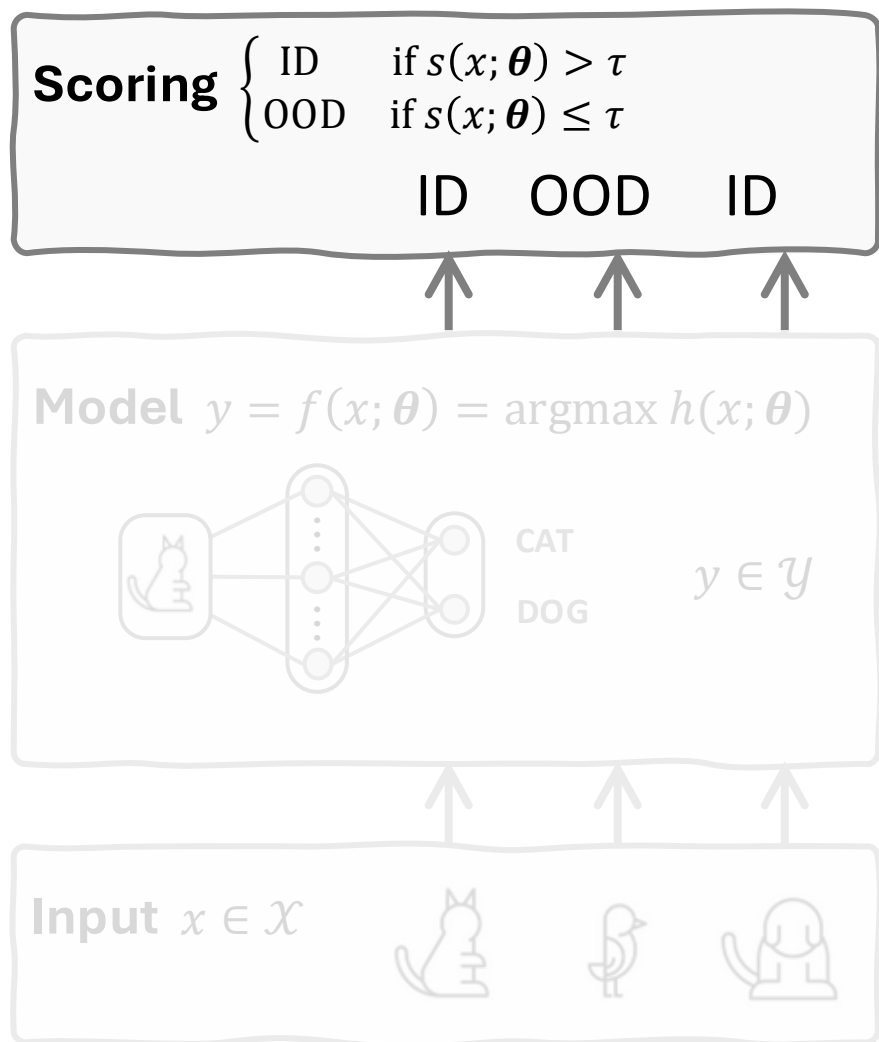 Scoring { ID if s(x; θ) > τ
OOD if s(x; θ) ≤ τ
ID OOD ID
Model y = f(x; θ) = argmax h(x; θ)
CAT
y ∈ 𝒴
DOG
Input x ∈ 𝒳